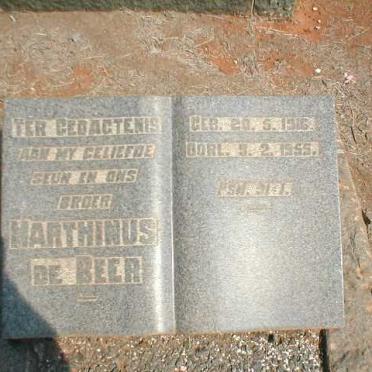 TER GEDACTENIS
AAN MY GELIEFDE
SEUN EN ONS
BROER
MARTHINUS
DE BEER
GEB. 20. 5. 1916.
OORL. 9. 2. 1955.